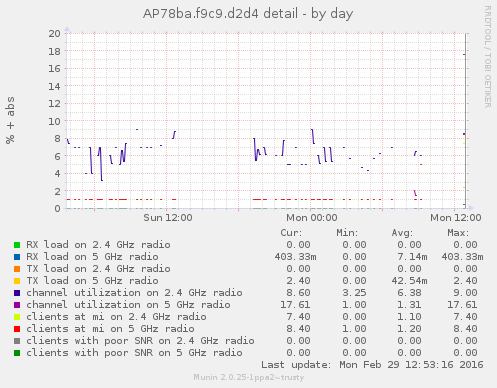 AP78ba.f9c9.d2d4 detail - by day
RRDTOOL / TOBI OETIKER
% + abs
20
18
16
14
12
10
8
6
4
2
0
Sun 12:00 Mon 00:00 Mon 12:00
Cur: Min: Avg: Max:
RX load on 2.4 GHz radio 0.00 0.00 0.00 0.00
RX load on 5 GHz radio 403.33m 0.00 7.14m 403.33m
TX load on 2.4 GHz radio 0.00 0.00 0.00 0.00
TX load on 5 GHz radio 2.40 0.00 42.54m 2.40
channel utilization on 2.4 GHz radio 8.60 3.25 6.38 9.00
channel utilization on 5 GHz radio 17.61 1.00 1.31 17.61
clients at mi on 2.4 GHz radio 7.40 0.00 1.10 7.40
clients at mi on 5 GHz radio 8.40 1.00 1.20 8.40
clients with poor SNR on 2.4 GHz radio 0.00 0.00 0.00 0.00
clients with poor SNR on 5 GHz radio 0.00 0.00 0.00 0.00
Last update: Mon Feb 29 12:53:16 2016
Munin 2.0.25-1ppa2~trusty